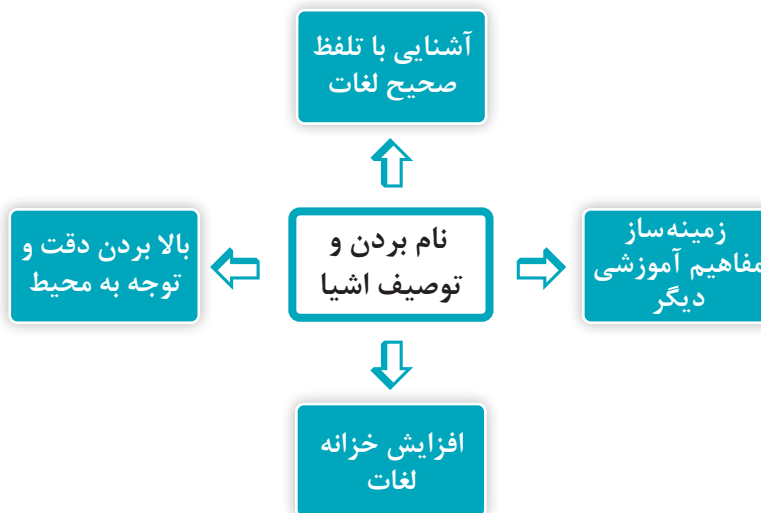 آشنایی با تلفظ
صحیح لغات
زمینه‌ساز
مفاهیم آموزشی
دیگر
نام بردن و
توصیف اشیا
بالا بردن دقت و
توجه به محیط
افزایش خزانه
لغات